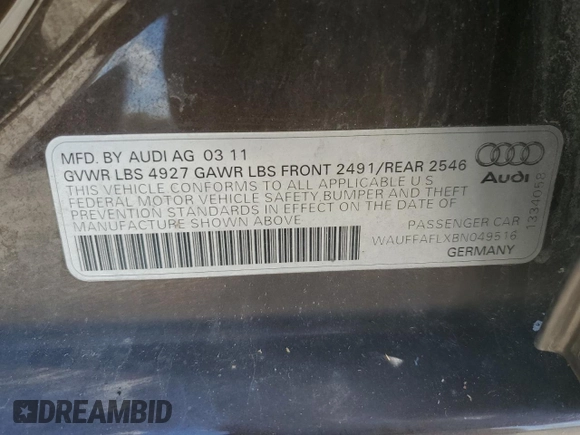 MFD. BY AUDI AG 03 11
GVWR LBS 4927 GAWR LBS FRONT 2491/REAR 2546
THIS VEHICLE CONFORMS TO ALL APPLICABLE U S
FEDERAL MOTOR VEHICLE SAFETY BUMPER AND THEFT
PREVENTION STANDARDS IN EFFECT ON THE DATE OF
MANUFACTURE SHOWN ABOVE
Audi
PASSENGER CAR
WAUFFAFLXBN049516
GERMANY
1334058
DREAMBID